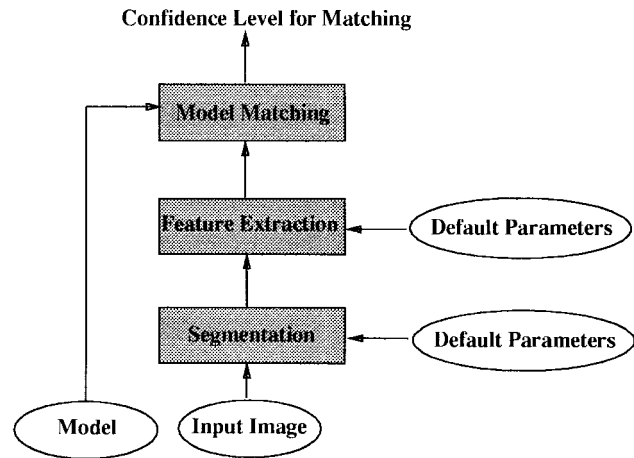 Confidence Level for Matching
Model Matching
Feature Extraction
Default Parameters
Segmentation
Default Parameters
Model
Input Image